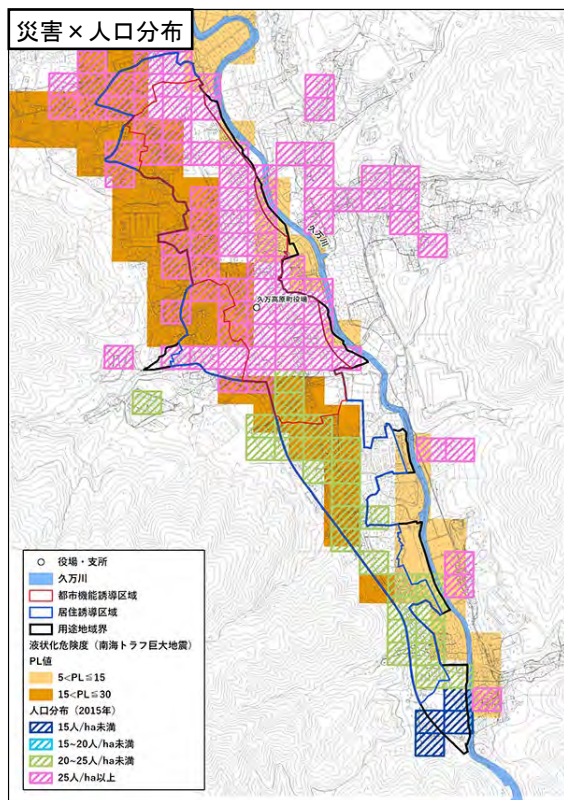 災害×人口分布
久万川
久万高原町役場
役場・支所
久万川
都市機能誘導区域
居住誘導区域
用途地域界
液状化危険度（南海トラフ巨大地震）
PL値
5<PL≦15
15<PL≦30
人口分布（2015年）
15人/ha未満
15~20人/ha未満
20~25人/ha未満
25人/ha以上